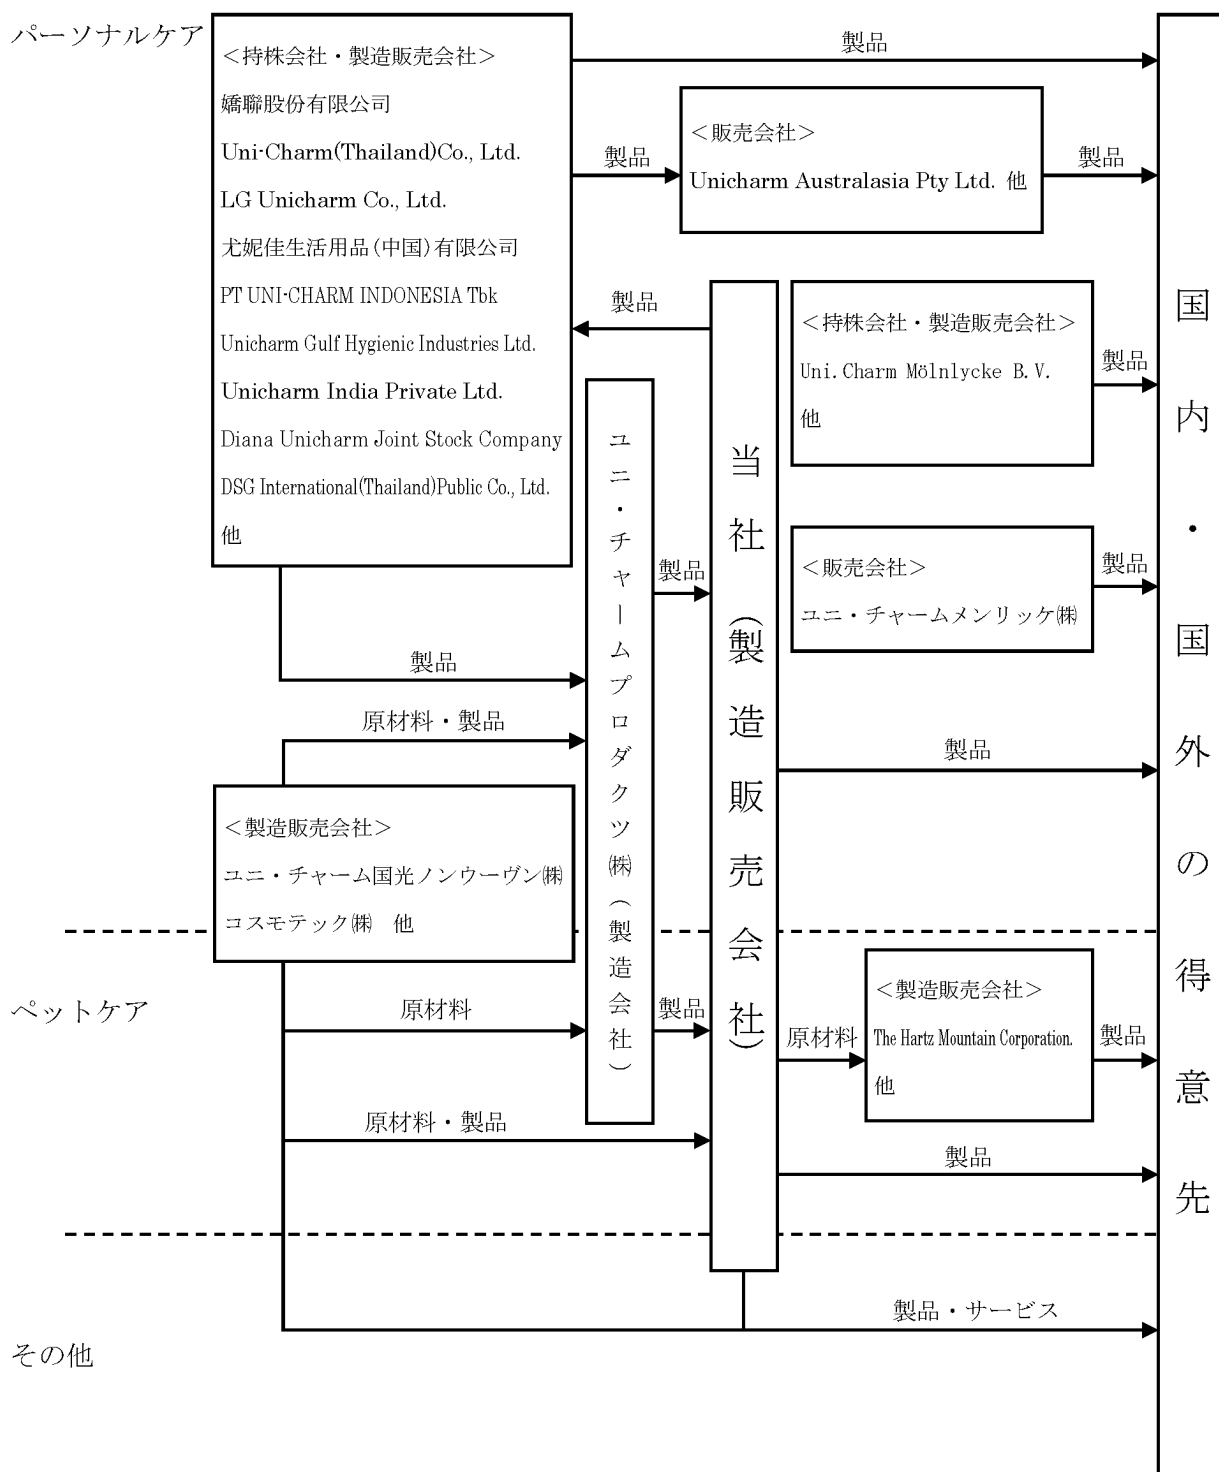 パーソナルケア
＜持株会社・製造販売会社＞
嬌聯股份有限公司
Uni-Charm(Thailand)Co., Ltd.
LG Unicharm Co., Ltd.
尤妮佳生活用品(中国)有限公司
PT UNI-CHARM INDONESIA Tbk
Unicharm Gulf Hygienic Industries Ltd.
Unicharm India Private Ltd.
Diana Unicharm Joint Stock Company
DSG International(Thailand)Public Co., Ltd.
他
製品
製品
＜販売会社＞
Unicharm Australasia Pty Ltd. 他
製品
製品
＜持株会社・製造販売会社＞
Uni.Charm Mölnlycke B.V.
他
製品
＜販売会社＞
ユニ・チャームメンリッケ㈱
製品
製品
製品
原材料・製品
製品
＜製造販売会社＞
ユニ・チャーム国光ノンウーヴン㈱
コスモテック㈱　他
ユニ・チャームプロダクツ㈱（製造会社）
当社（製造販売会社）
国内・国外の得意先
ペットケア
原材料
製品
原材料
＜製造販売会社＞
The Hartz Mountain Corporation.
他
製品
原材料・製品
製品
製品・サービス
その他